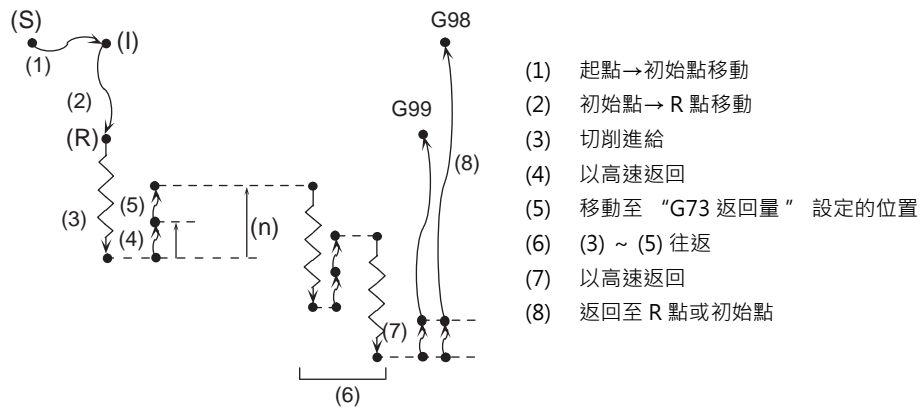 (S)
(I)
(1)
(2)
(R)
(3)
(5)
(4)
(n)
(7)
(6)
G98
G99
(8)
(1) 起點→初始點移動
(2) 初始點→ R 點移動
(3) 切削進給
(4) 以高速返回
(5) 移動至 “G73 返回量 ” 設定的位置
(6) (3) ~ (5) 往返
(7) 以高速返回
(8) 返回至 R 點或初始點